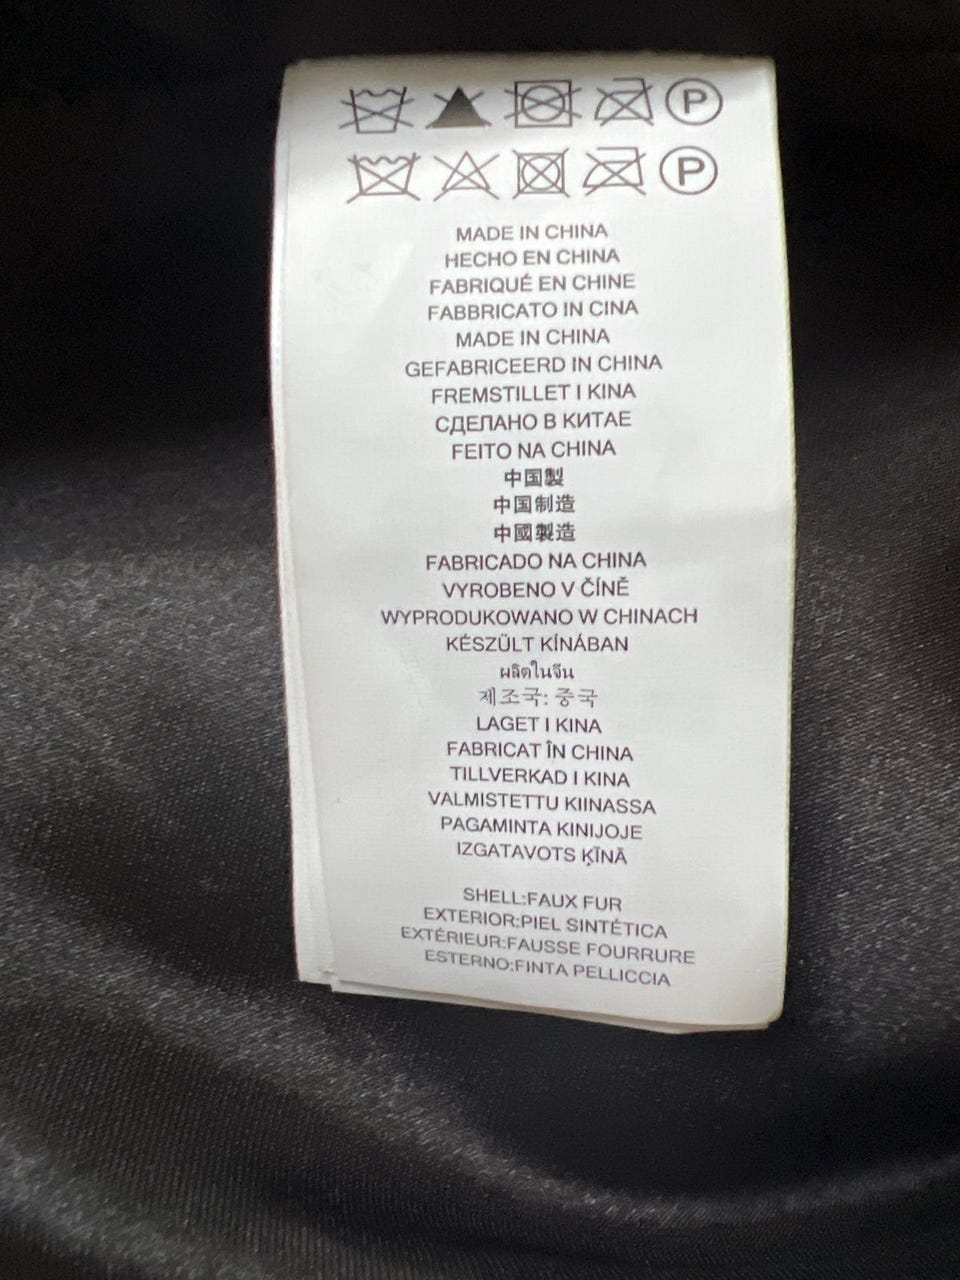 P
P
MADE IN CHINA
HECHO EN CHINA
FABRIQUÉ EN CHINE
FABBRICATO IN CINA
MADE IN CHINA
GEFABRICEERD IN CHINA
FREMSTILLET I KINA
СДЕЛАНО В КИТАЕ
FEITO NA CHINA
中国製
中国制造
中國製造
FABRICADO NA CHINA
VYROBENO V ČÍNĚ
WYPRODUKOWANO W CHINACH
KÉSZÜLT KÍNÁBAN
ผลิตในจีน
제조국: 중국
LAGET I KINA
FABRICAT ÎN CHINA
TILLVERKAD I KINA
VALMISTETTU KIINASSA
PAGAMINTA KINIJOJE
IZGATAVOTS ĶĪNĀ
SHELL:FAUX FUR
EXTERIOR:PIEL SINTÉTICA
EXTÉRIEUR:FAUSSE FOURRURE
ESTERNO:FINTA PELLICCIA